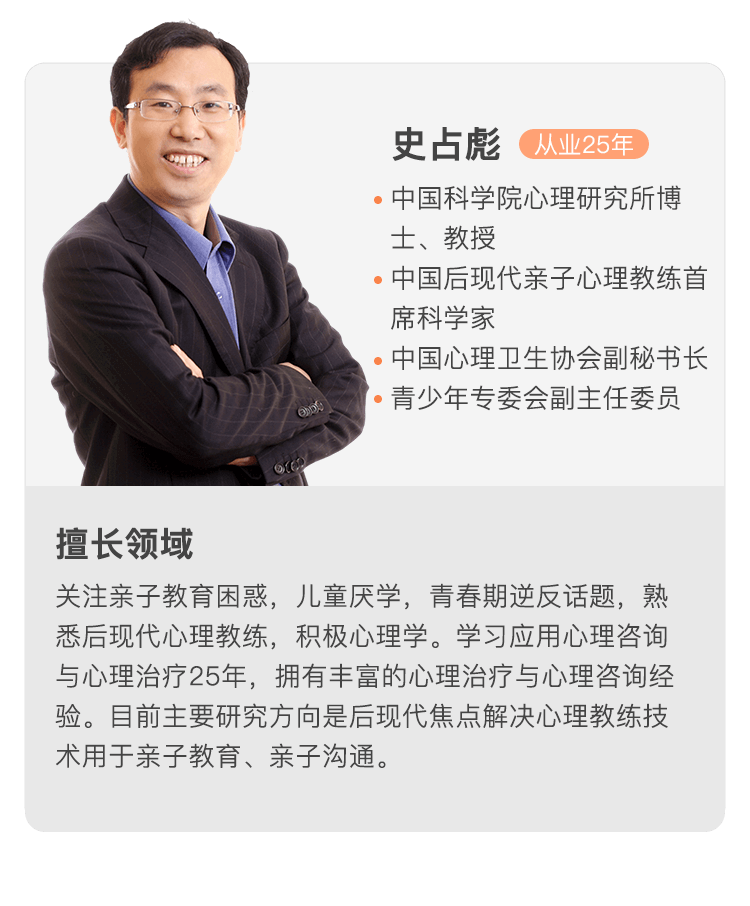 史占彪 从业25年
中国科学院心理研究所博
士、教授
中国后现代亲子心理教练首
席科学家
中国心理卫生协会副秘书长
青少年专委会副主任委员
擅长领域
关注亲子教育困惑，儿童厌学，青春期逆反话题，熟
悉后现代心理教练，积极心理学。学习应用心理咨询
与心理治疗25年，拥有丰富的心理治疗与心理咨询经
验。目前主要研究方向是后现代焦点解决心理教练技
术用于亲子教育、亲子沟通。